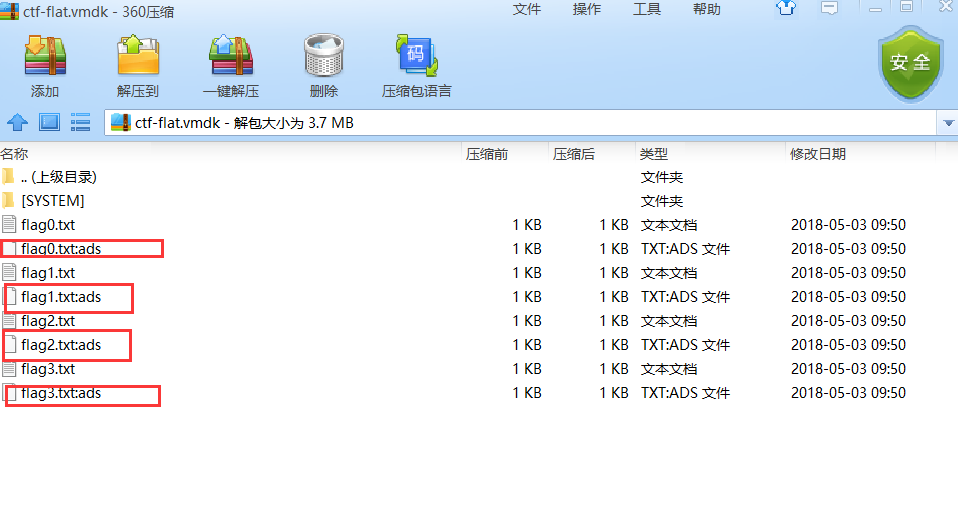 ctf-flat.vmdk - 360压缩 文件 操作 工具 帮助
添加 解压到 一键解压 删除 码 压缩包语言 安全
ctf-flat.vmdk - 解包大小为 3.7 MB
名称 压缩前 压缩后 类型 修改日期
.. (上级目录) 文件夹
[SYSTEM] 文件夹
flag0.txt 1 KB 1 KB 文本文档 2018-05-03 09:50
flag0.txt:ads 1 KB 1 KB TXT:ADS 文件 2018-05-03 09:50
flag1.txt 1 KB 1 KB 文本文档 2018-05-03 09:50
flag1.txt:ads 1 KB 1 KB TXT:ADS 文件 2018-05-03 09:50
flag2.txt 1 KB 1 KB 文本文档 2018-05-03 09:50
flag2.txt:ads 1 KB 1 KB TXT:ADS 文件 2018-05-03 09:50
flag3.txt 1 KB 1 KB 文本文档 2018-05-03 09:50
flag3.txt:ads 1 KB 1 KB TXT:ADS 文件 2018-05-03 09:50